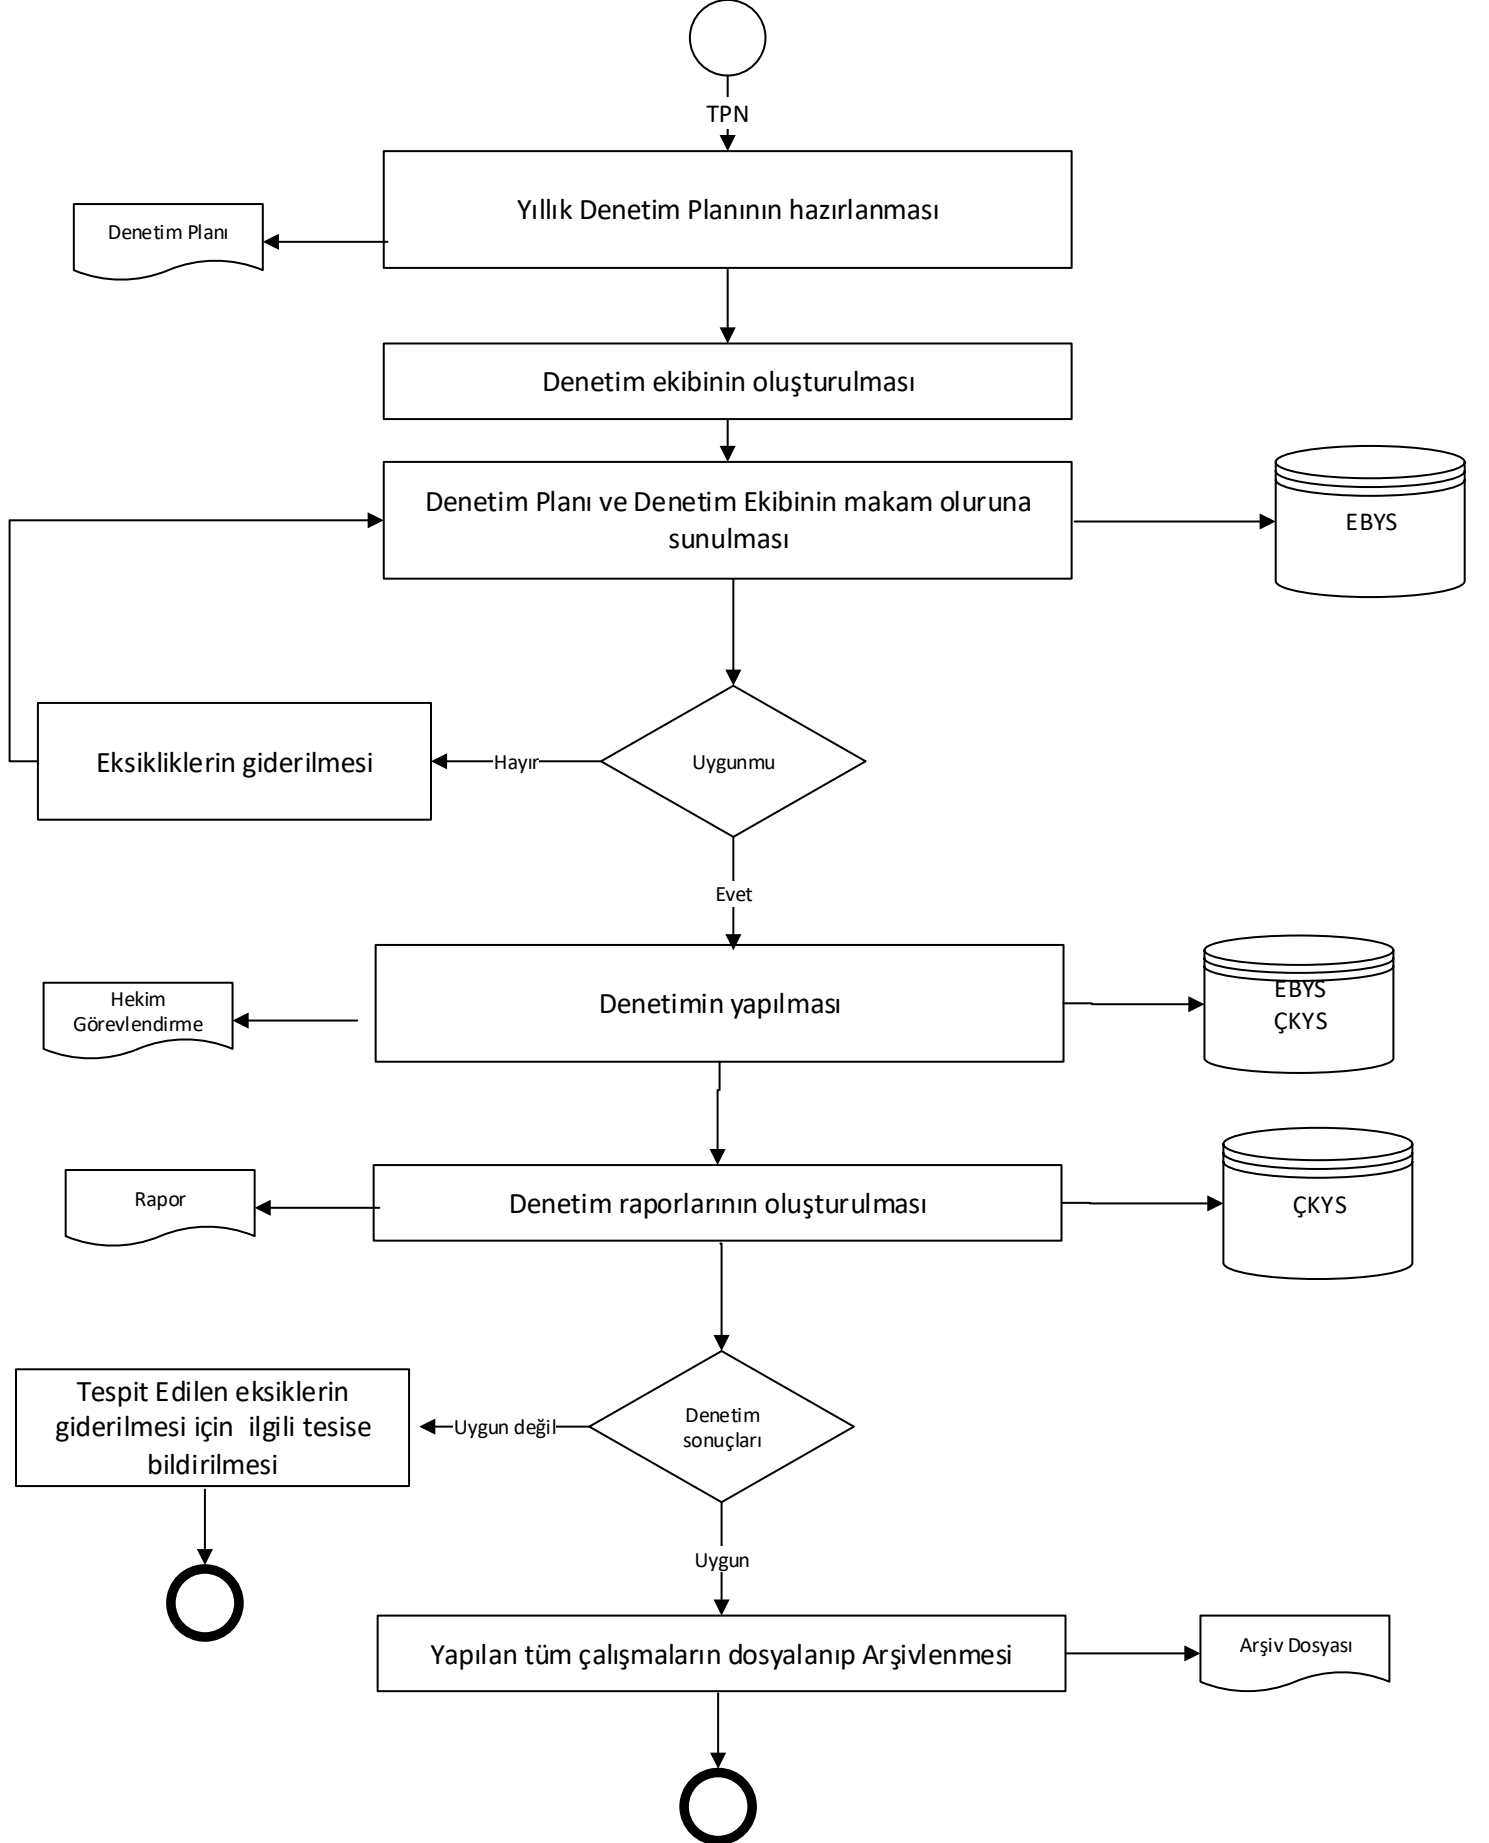 TPN
Yıllık Denetim Planının hazırlanması
Denetim Planı
Denetim ekibinin oluşturulması
Denetim Planı ve Denetim Ekibinin makam oluruna
sunulması
EBYS
Eksikliklerin giderilmesi
Hayır
Uygunmu
Evet
Denetimin yapılması
Hekim
Görevlendirme
EBYS
ÇKYS
Rapor
Denetim raporlarının oluşturulması
ÇKYS
Tespit Edilen eksiklerin
giderilmesi için ilgili tesise
bildirilmesi
Uygun değil
Denetim
sonuçları
Uygun
Yapılan tüm çalışmaların dosyalanıp Arşivlenmesi
Arşiv Dosyası